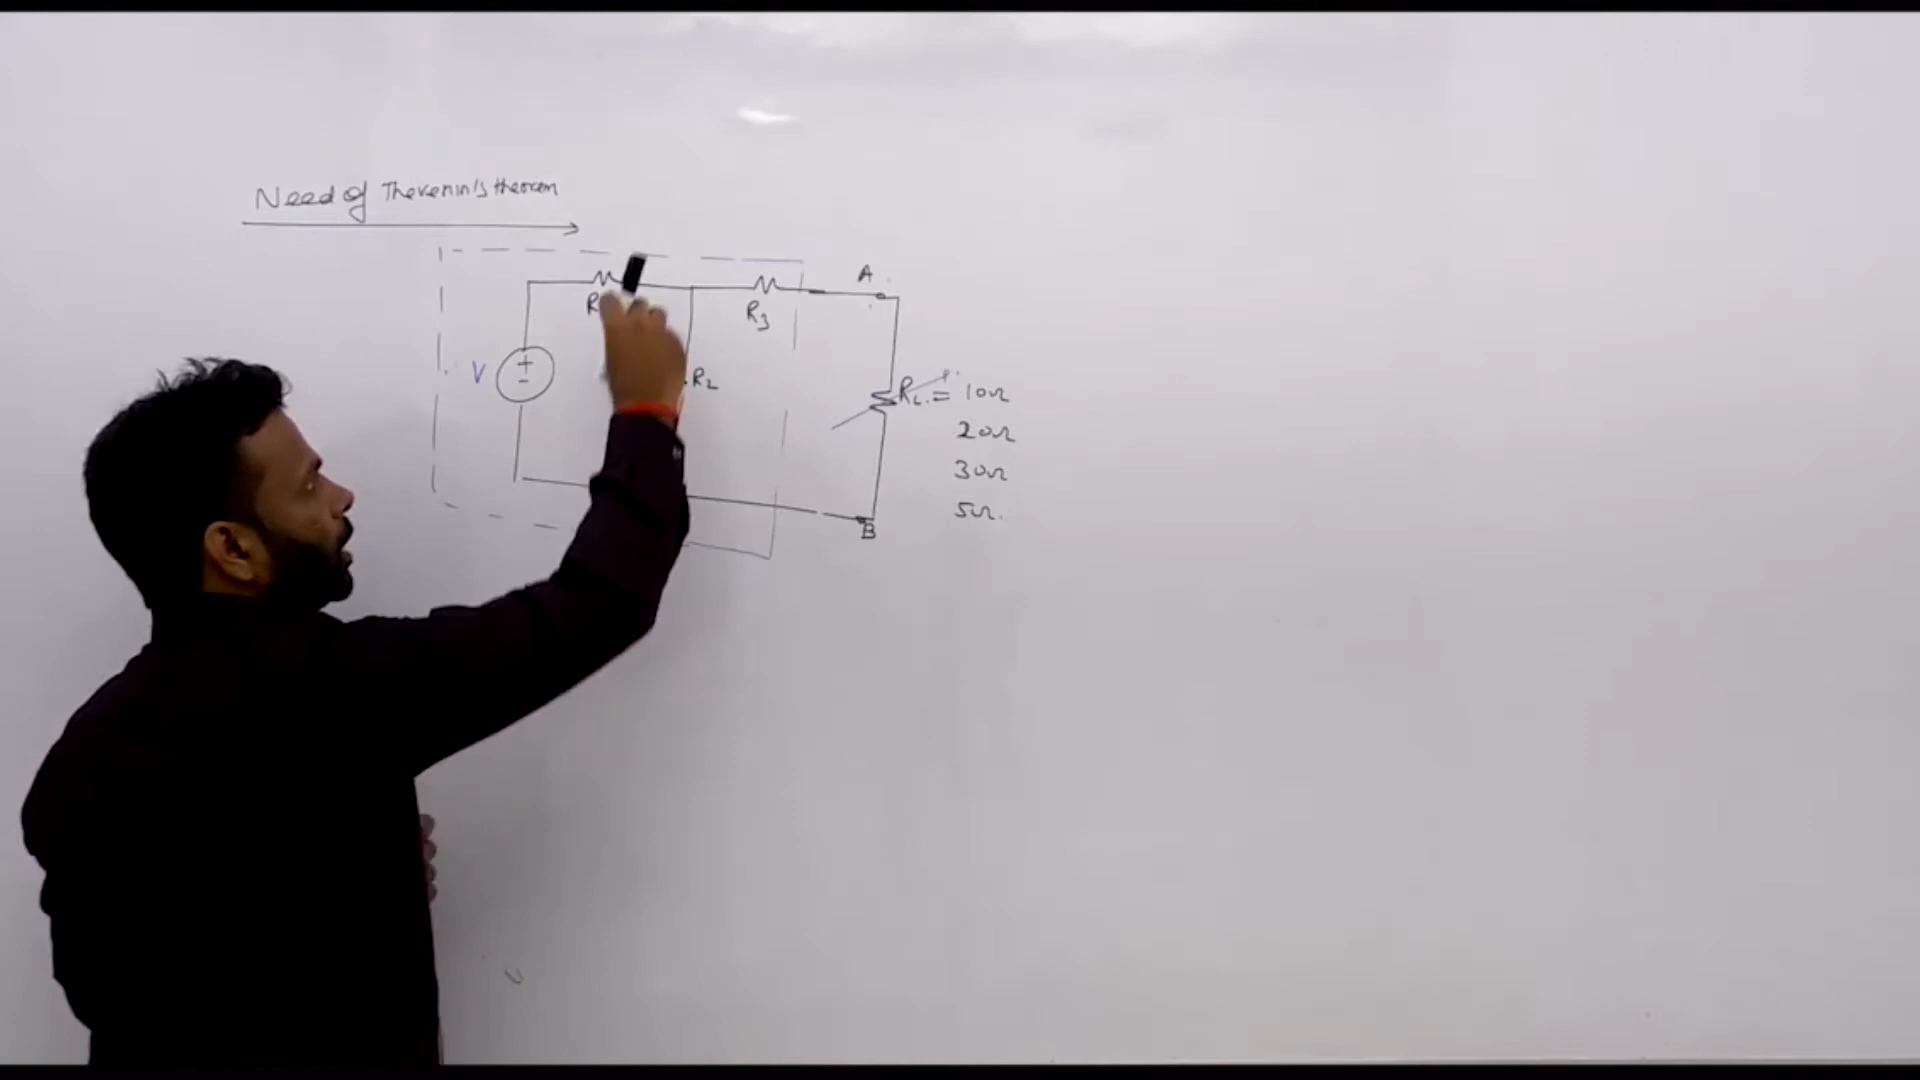 Need of Thevenin's theorem
A
R
R3
V
+
-
R2
RL = 10Ω
20Ω
30Ω
5Ω.
B